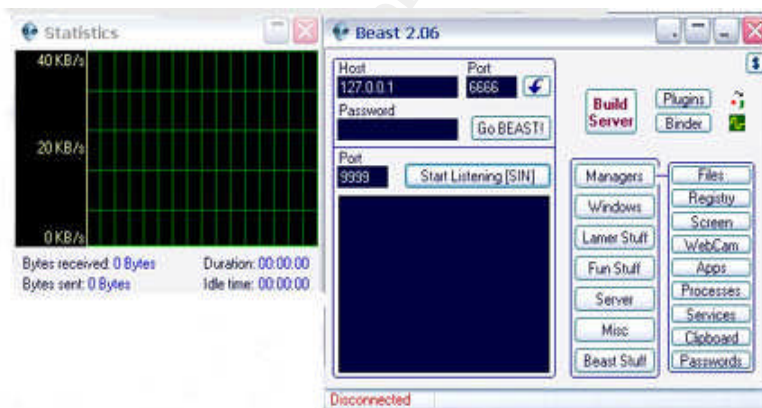 Statistics
40 KB/s
20 KB/s
0 KB/s
Bytes received: 0 Bytes
Duration: 00:00:00
Bytes sent: 0 Bytes
Idle time: 00:00:00
Beast 2.06
Host
Port
127.0.0.1
6666
Password
Go BEAST!
Port
9999
Start Listening [SIN]
Build
Server
Plugins
Binder
Managers
Windows
Lamer Stuff
Fun Stuff
Server
Misc
Beast Stuff
Files
Registry
Screen
WebCam
Apps
Processes
Services
Clipboard
Passwords
Disconnected